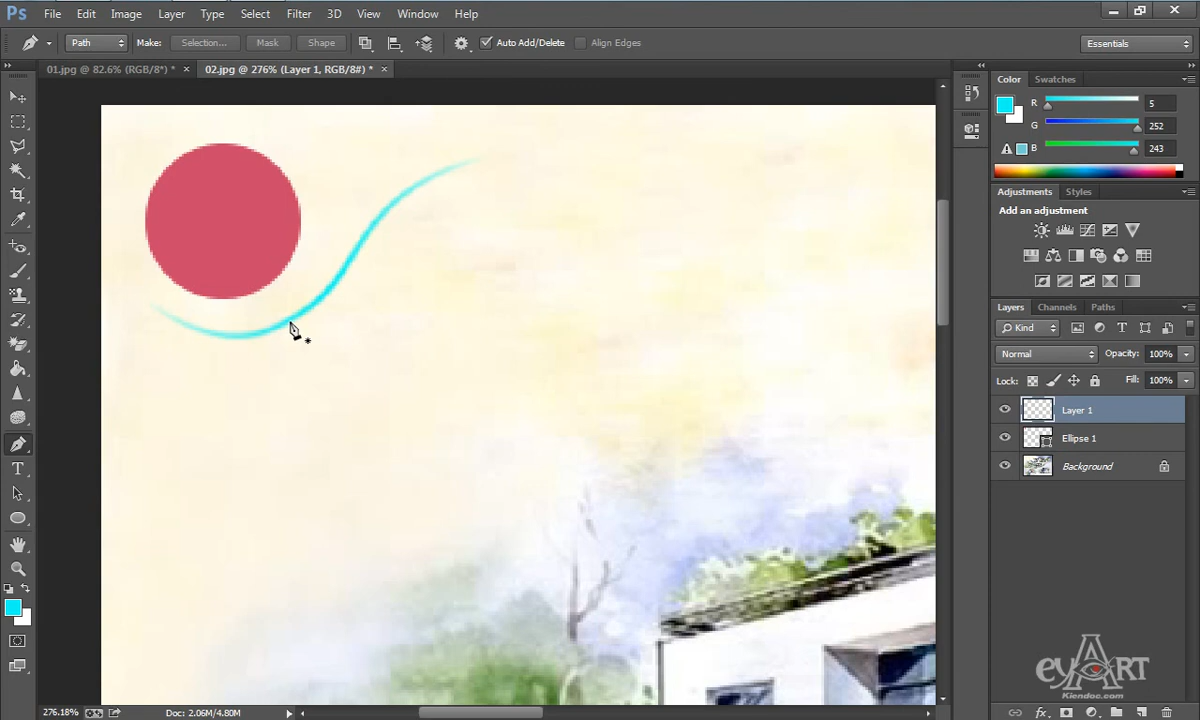 Ps File Edit Image Layer Type Select Filter 3D View Window Help
Path Make: Selection... Mask Shape Auto Add/Delete Align Edges Essentials
01.jpg @ 82.6% (RGB/8*) * × 02.jpg @ 276% (Layer 1, RGB/8#) * ×
Color Swatches
R 5
G 252
B 243
Adjustments Styles
Add an adjustment
Layers Channels Paths
Kind
Normal Opacity: 100%
Lock: Fill: 100%
Layer 1
Ellipse 1
Background
eyART
Kiendoc.com
276.18% Doc: 2.06M/4.80M
fx